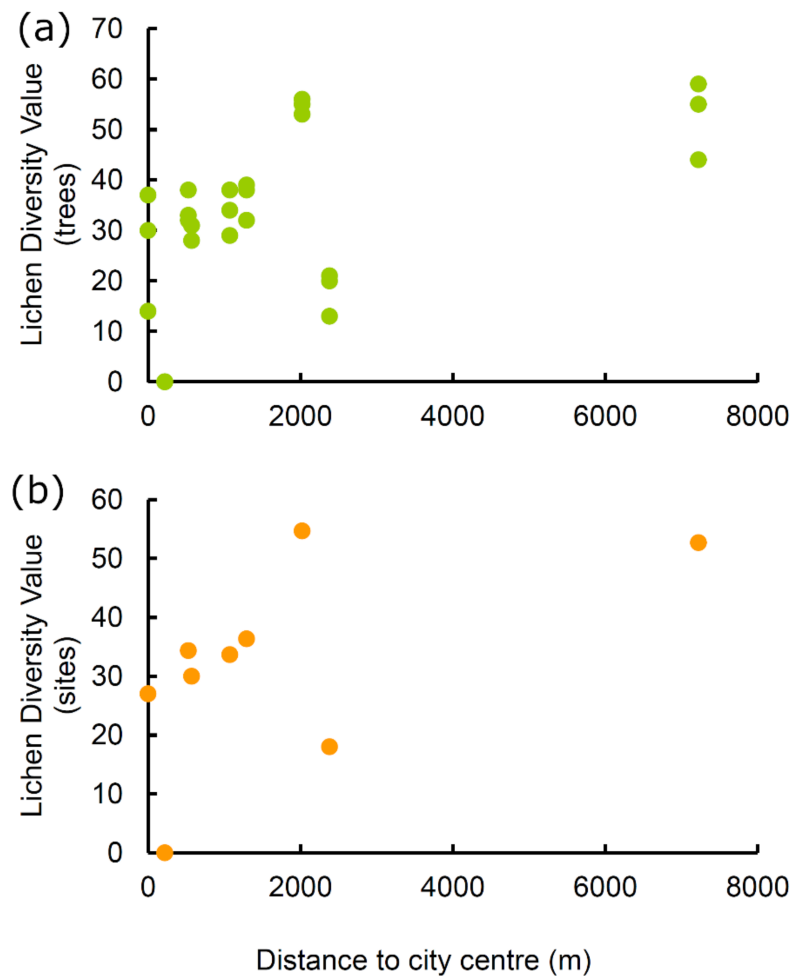 (a)
Lichen Diversity Value
(trees)
70
60
50
40
30
20
10
0
0 2000 4000 6000 8000
(b)
Lichen Diversity Value
(sites)
60
50
40
30
20
10
0
0 2000 4000 6000 8000
Distance to city centre (m)